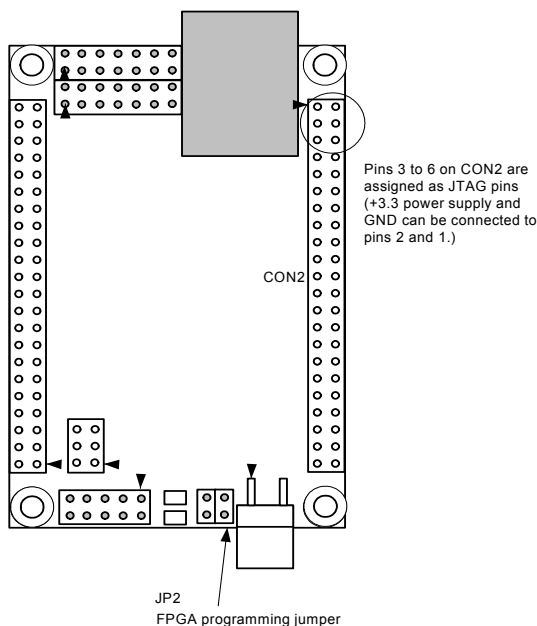 Pins 3 to 6 on CON2 are
assigned as JTAG pins
(+3.3 power supply and
GND can be connected to
pins 2 and 1.)
CON2
JP2
FPGA programming jumper